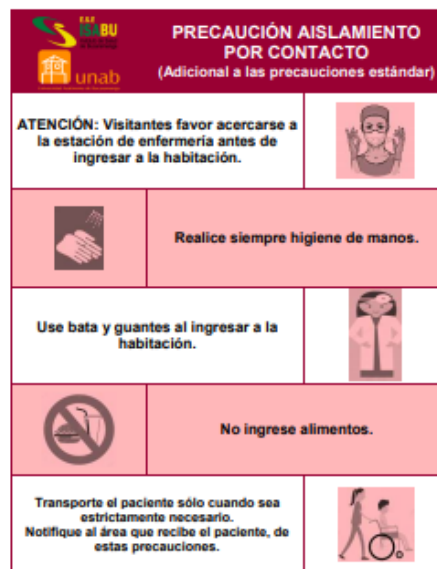 E.S.E
ISABU
unab
PRECAUCIÓN AISLAMIENTO
POR CONTACTO
(Adicional a las precauciones estándar)
ATENCIÓN: Visitantes favor acercarse a
la estación de enfermería antes de
ingresar a la habitación.
Realice siempre higiene de manos.
Use bata y guantes al ingresar a la
habitación.
No ingrese alimentos.
Transporte el paciente sólo cuando sea
estrictamente necesario.
Notifique al área que recibe el paciente, de
estas precauciones.